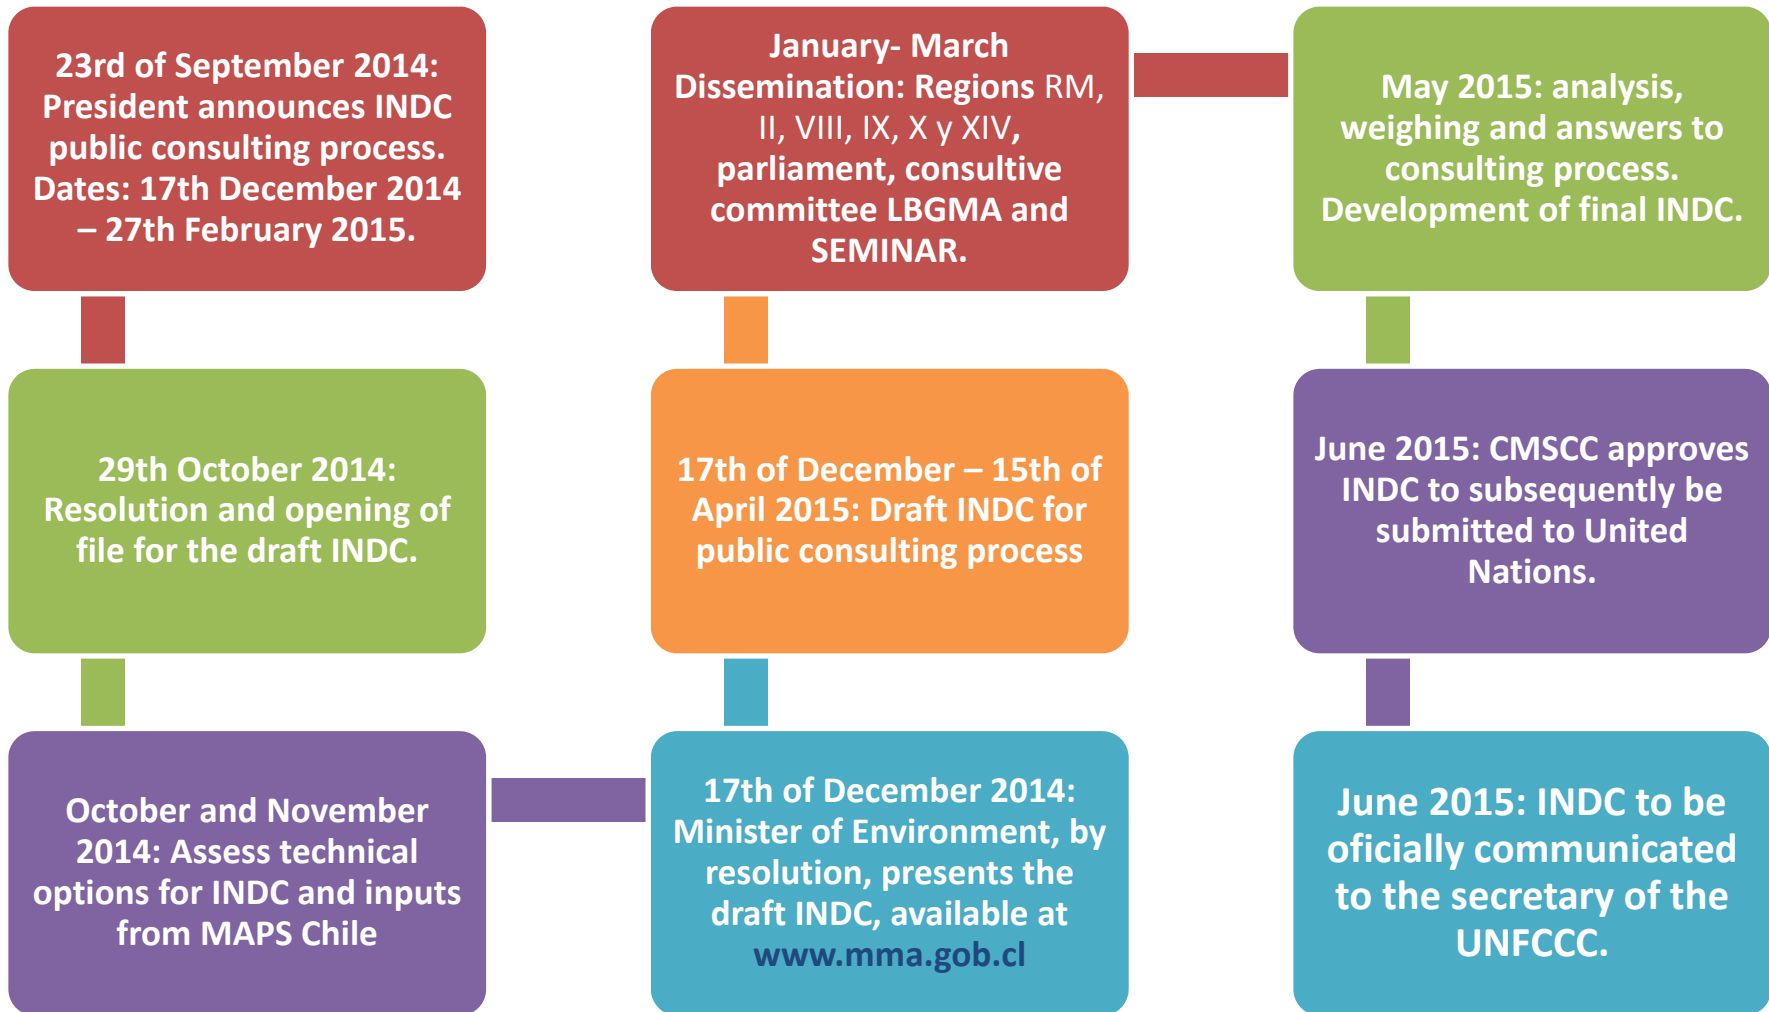 23rd of September 2014:
President announces INDC
public consulting process.
Dates: 17th December 2014
– 27th February 2015.
29th October 2014:
Resolution and opening of
file for the draft INDC.
October and November
2014: Assess technical
options for INDC and inputs
from MAPS Chile
17th of December 2014:
Minister of Environment, by
resolution, presents the
draft INDC, available at
www.mma.gob.cl
17th of December – 15th of
April 2015: Draft INDC for
public consulting process
January- March
Dissemination: Regions RM,
II, VIII, IX, X y XIV,
parliament, consultive
committee LBGMA and
SEMINAR.
May 2015: analysis,
weighing and answers to
consulting process.
Development of final INDC.
June 2015: CMSCC approves
INDC to subsequently be
submitted to United
Nations.
June 2015: INDC to be
oficially communicated
to the secretary of the
UNFCCC.